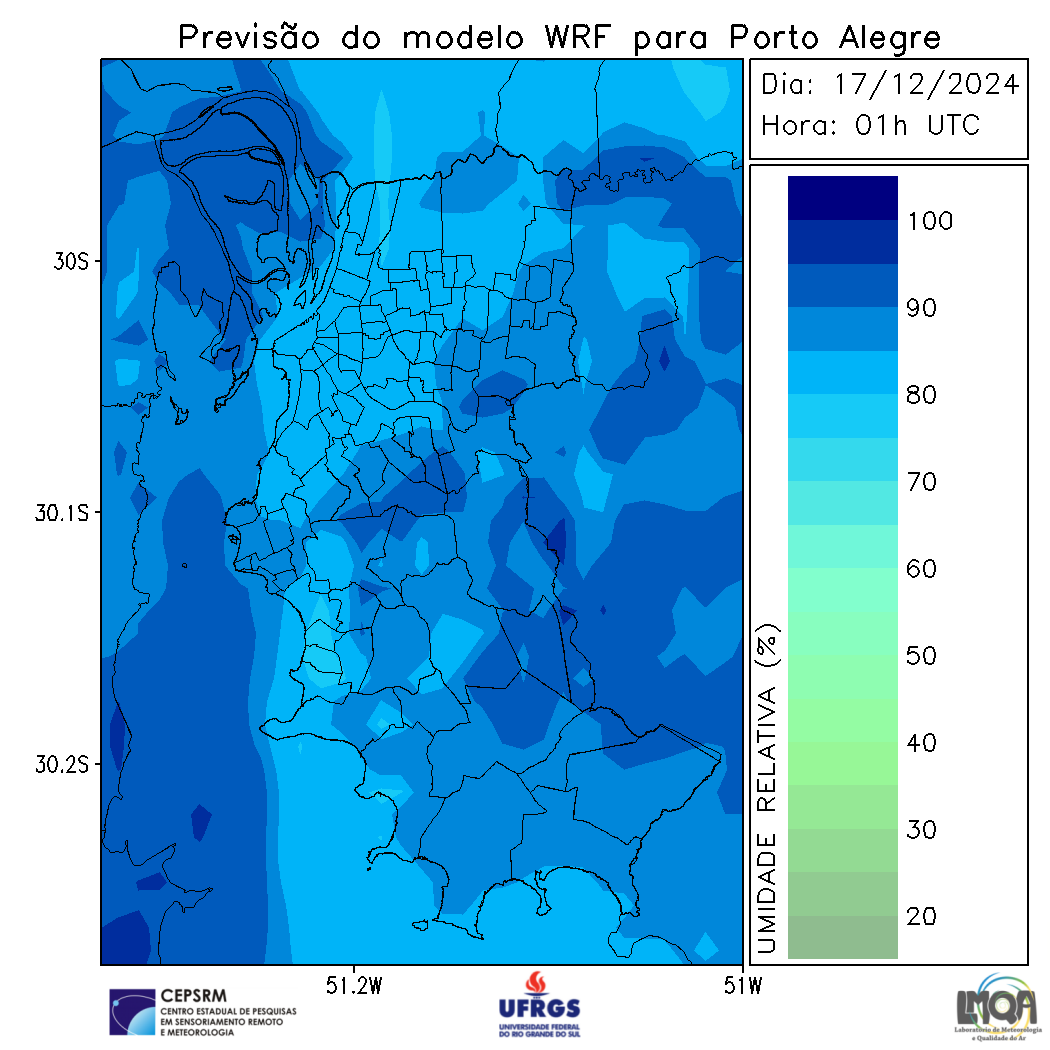 Previsão do modelo WRF para Porto Alegre
Dia: 17/12/2024
Hora: 01h UTC
30S
30.1S
30.2S
51.2W
51W
UMIDADE RELATIVA (%)
100
90
80
70
60
50
40
30
20
CEPSRM
CENTRO ESTADUAL DE PESQUISAS
EM SENSORIAMENTO REMOTO
E METEOROLOGIA
UFRGS
UNIVERSIDADE FEDERAL
DO RIO GRANDE DO SUL
LMQA
Laboratório de Meteorologia
e Qualidade do Ar